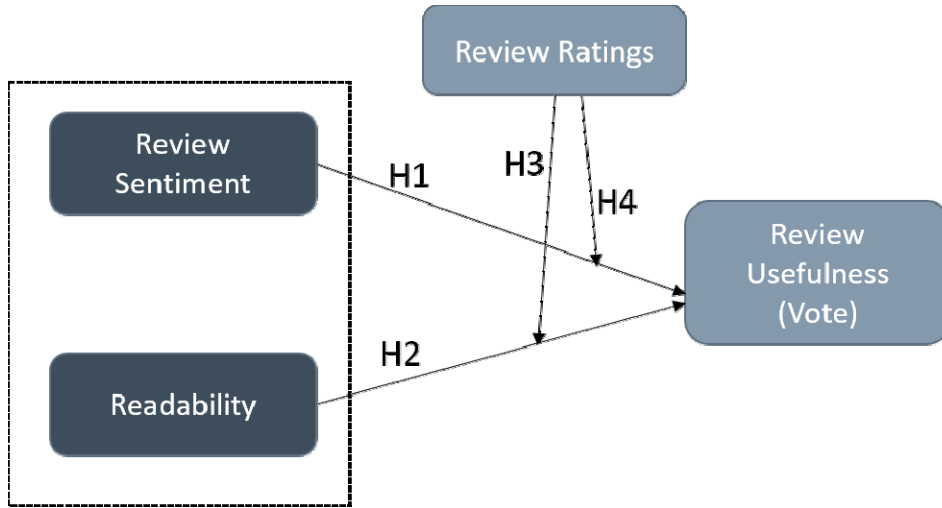 Review Ratings
Review
Sentiment
H1
H3
H4
Review
Usefulness
(Vote)
H2
Readability